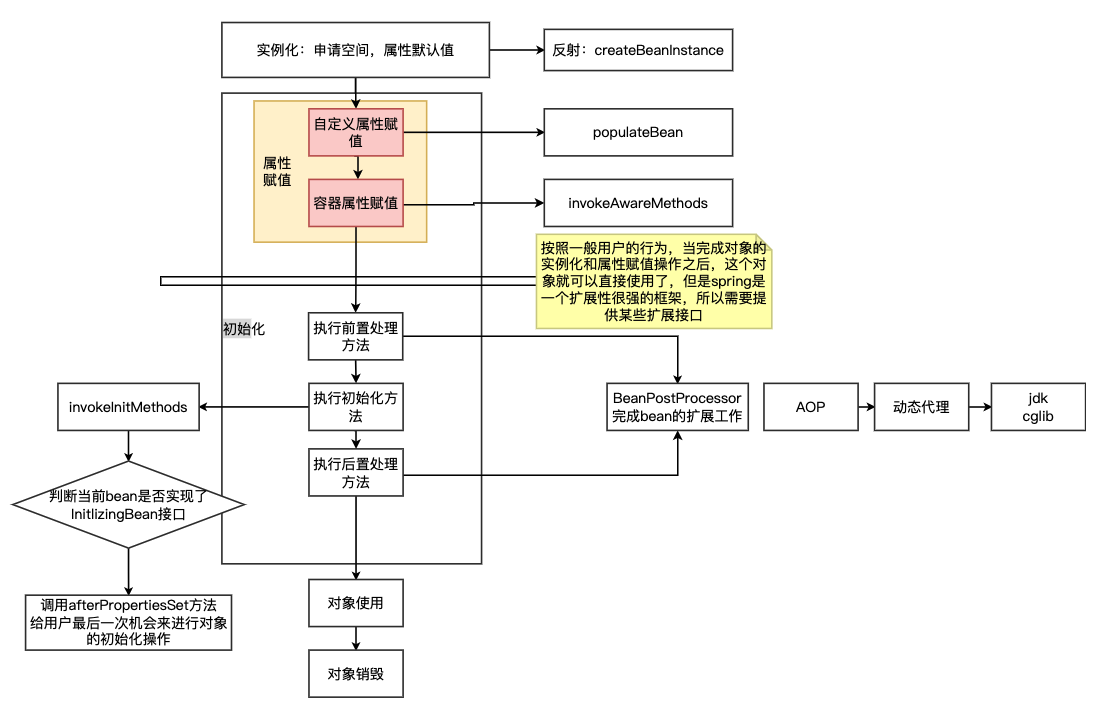 实例化：申请空间，属性默认值
反射：createBeanInstance
自定义属性赋
值
populateBean
属性
赋值
容器属性赋值
invokeAwareMethods
按照一般用户的行为，当完成对象的
实例化和属性赋值操作之后，这个对
象就可以直接使用了，但是spring是
一个扩展性很强的框架，所以需要提
供某些扩展接口
初始化
执行前置处理
方法
invokeInitMethods
执行初始化方
法
BeanPostProcessor
完成bean的扩展工作
AOP
动态代理
jdk
cglib
执行后置处理
方法
判断当前bean是否实现了
InitlizingBean接口
调用afterPropertiesSet方法
给用户最后一次机会来进行对象
的初始化操作
对象使用
对象销毁